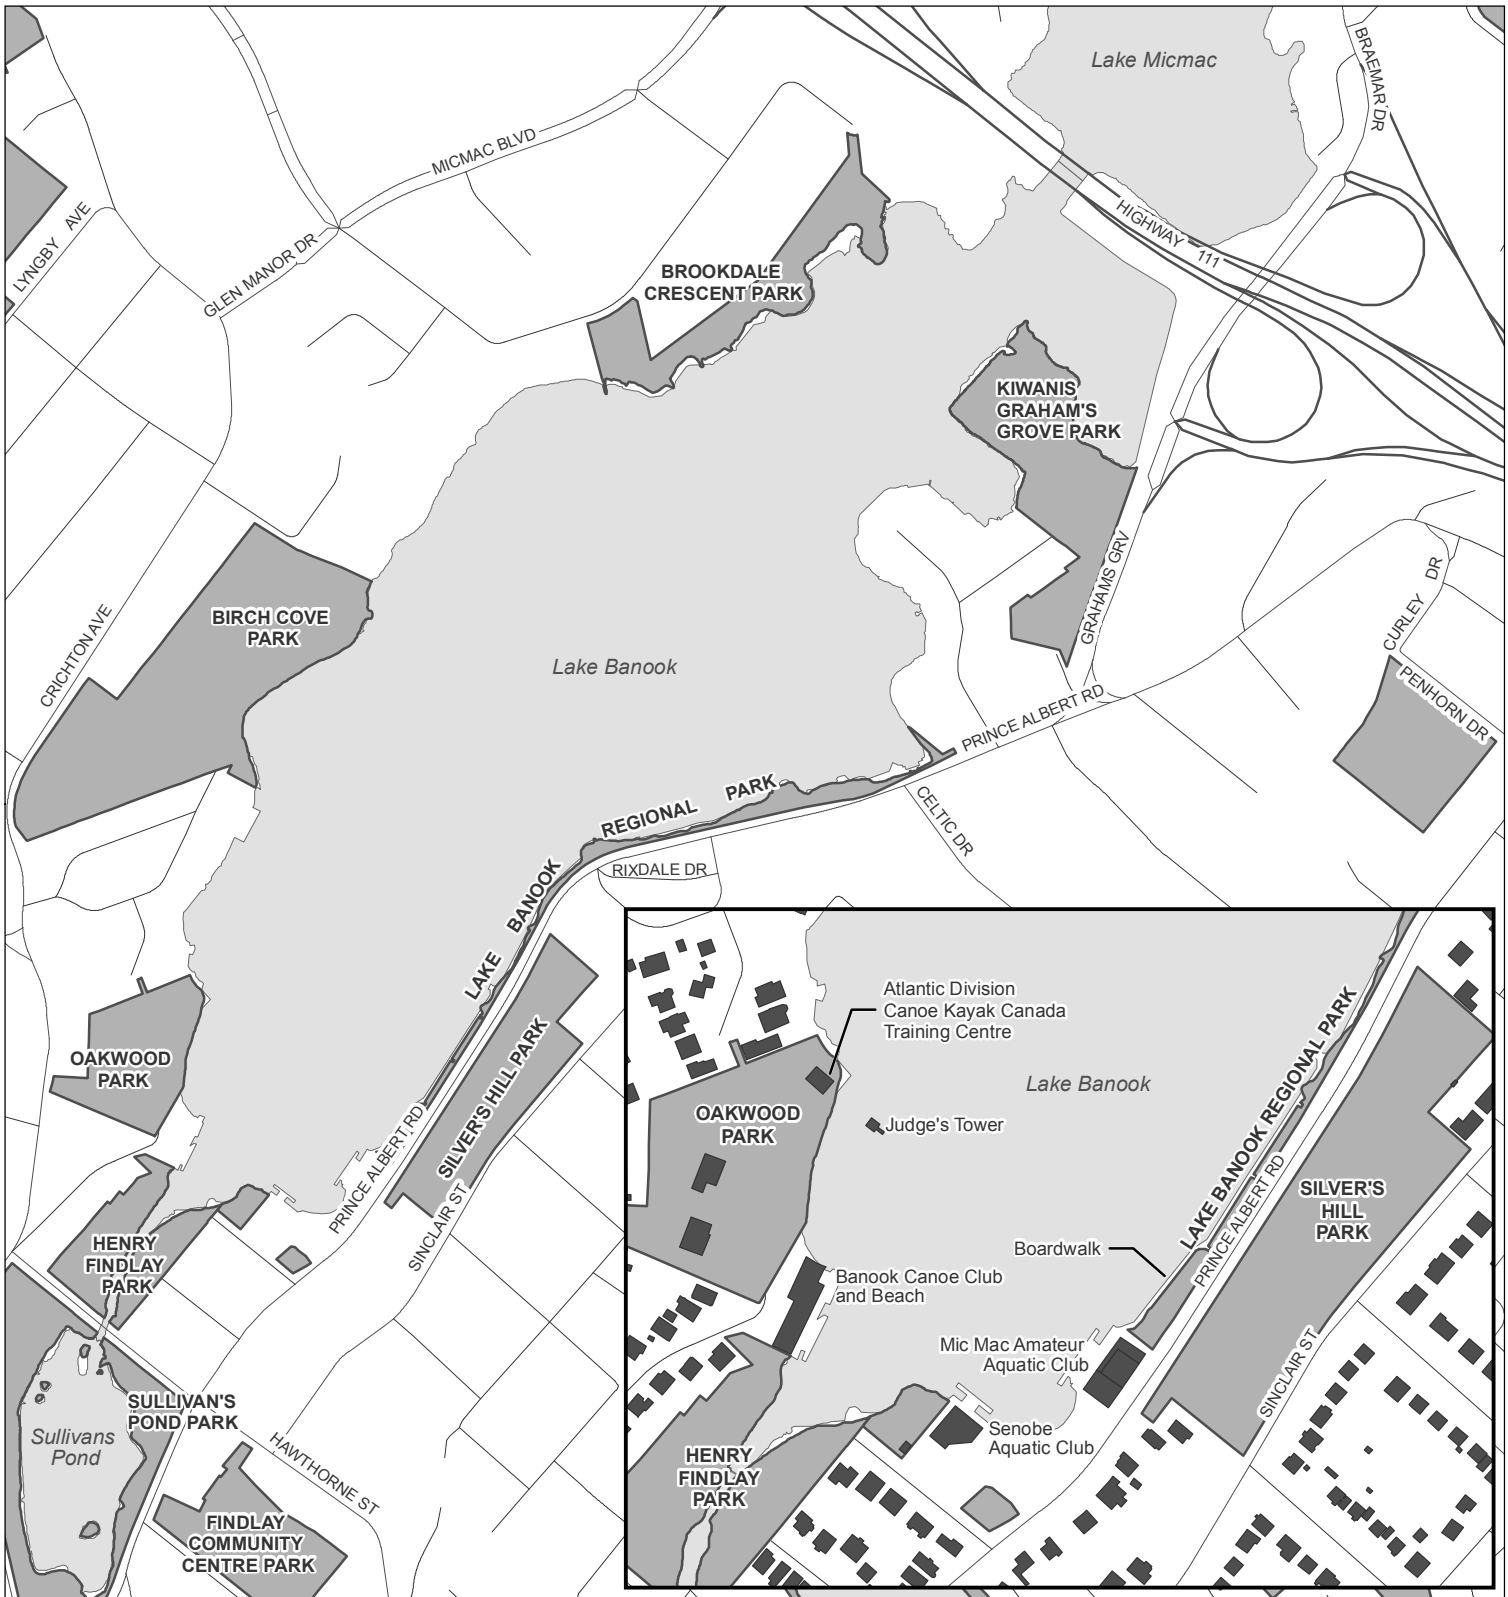 Lake Micmac
BRAEMAR DR
MICMAC BLVD
LYNGBY AVE
GLEN MANOR DR
HIGHWAY 111
BROOKDALE
CRESCENT PARK
KIWANIS
GRAHAM'S
GROVE PARK
GRAHAMS GRV
CURLEY DR
PENHORN DR
BIRCH COVE
PARK
CRICHTON AVE
Lake Banook
PRINCE ALBERT RD
CELTIC DR
LAKE BANOOK REGIONAL PARK
RIXDALE DR
OAKWOOD
PARK
SILVER'S HILL PARK
PRINCE ALBERT RD
SINCLAIR ST
HENRY
FINDLAY
PARK
SULLIVAN'S
POND PARK
Sullivans
Pond
HAWTHORNE ST
FINDLAY
COMMUNITY
CENTRE PARK
Atlantic Division
Canoe Kayak Canada
Training Centre
Lake Banook
OAKWOOD
PARK
Judge's Tower
LAKE BANOOK REGIONAL PARK
PRINCE ALBERT RD
SILVER'S
HILL
PARK
Boardwalk
Banook Canoe Club
and Beach
Mic Mac Amateur
Aquatic Club
SINCLAIR ST
Senobe
Aquatic Club
HENRY
FINDLAY
PARK